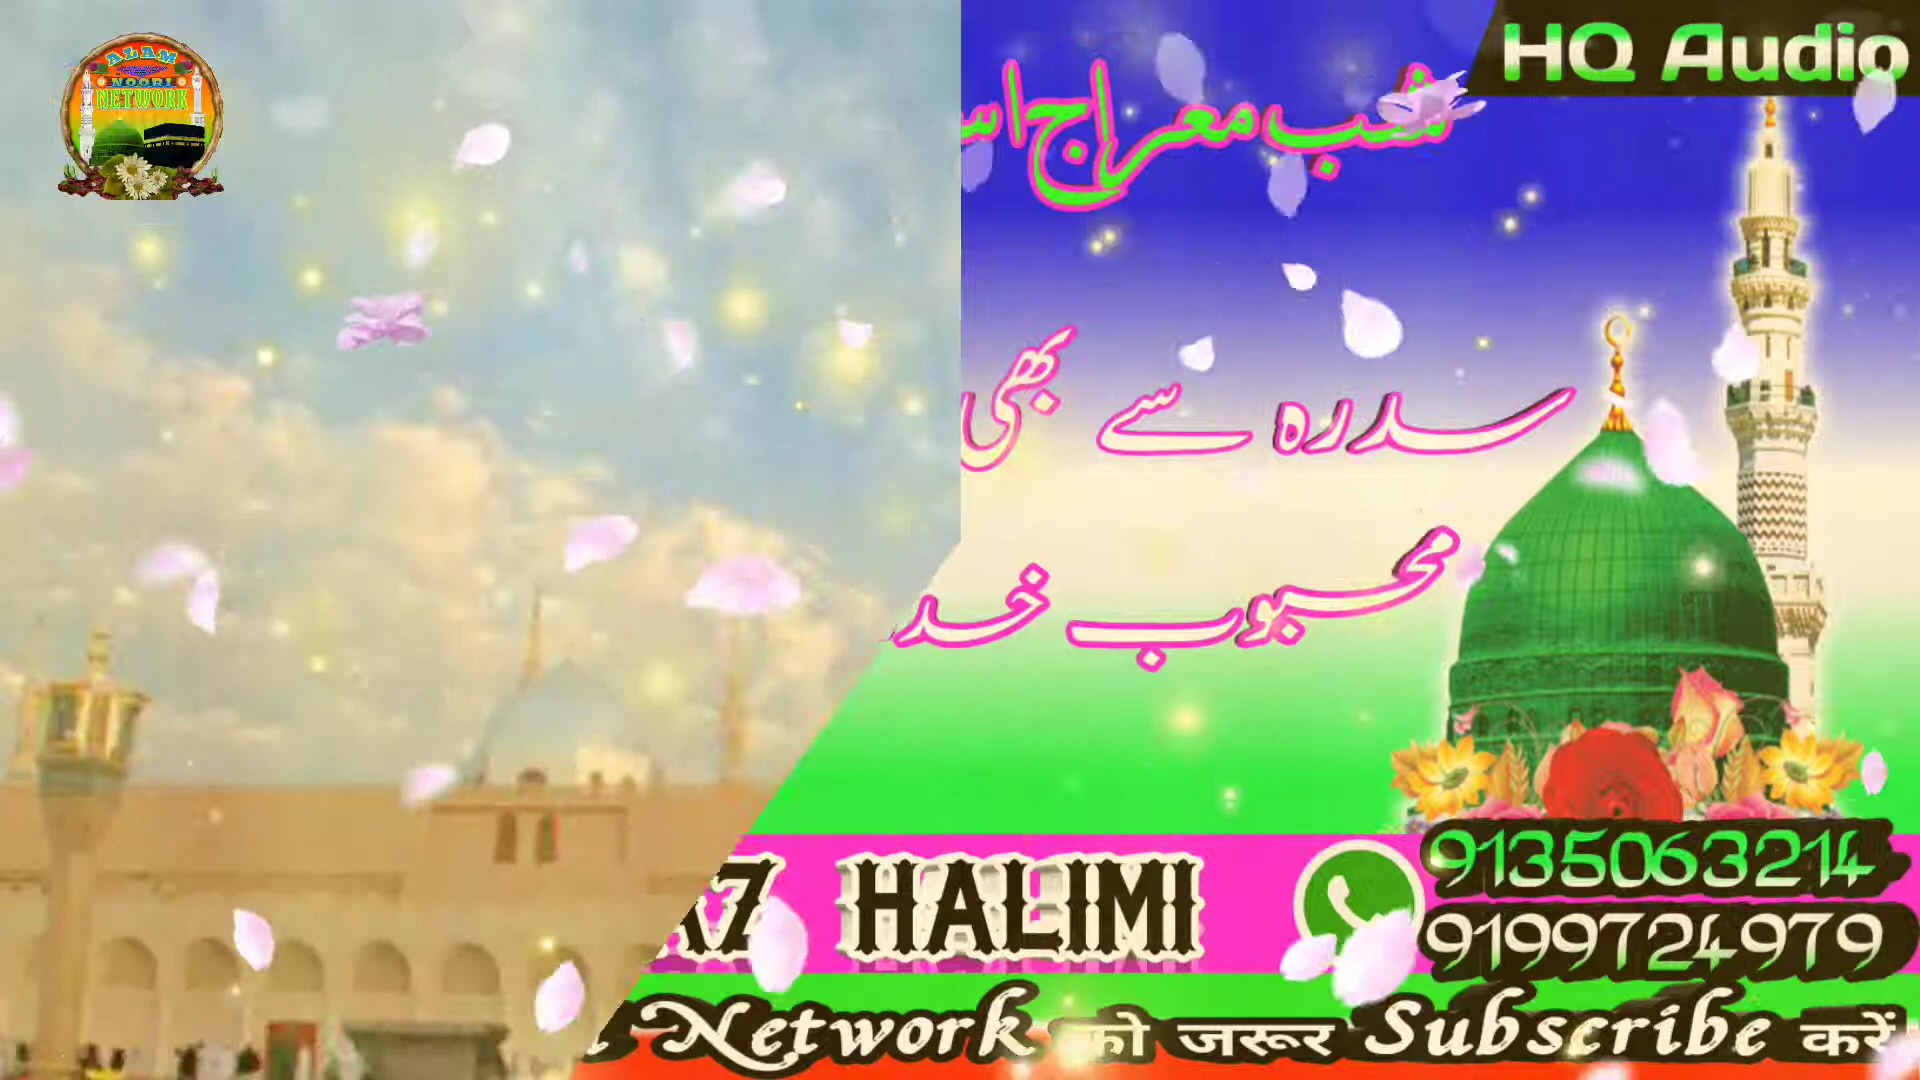 ALAM
NOORI
NETWORK
HQ Audio
شب معراج
سدرہ سے بھی
محبوب خد
HALIMI
9135063214
9199724979
Network को जरूर Subscribe करें